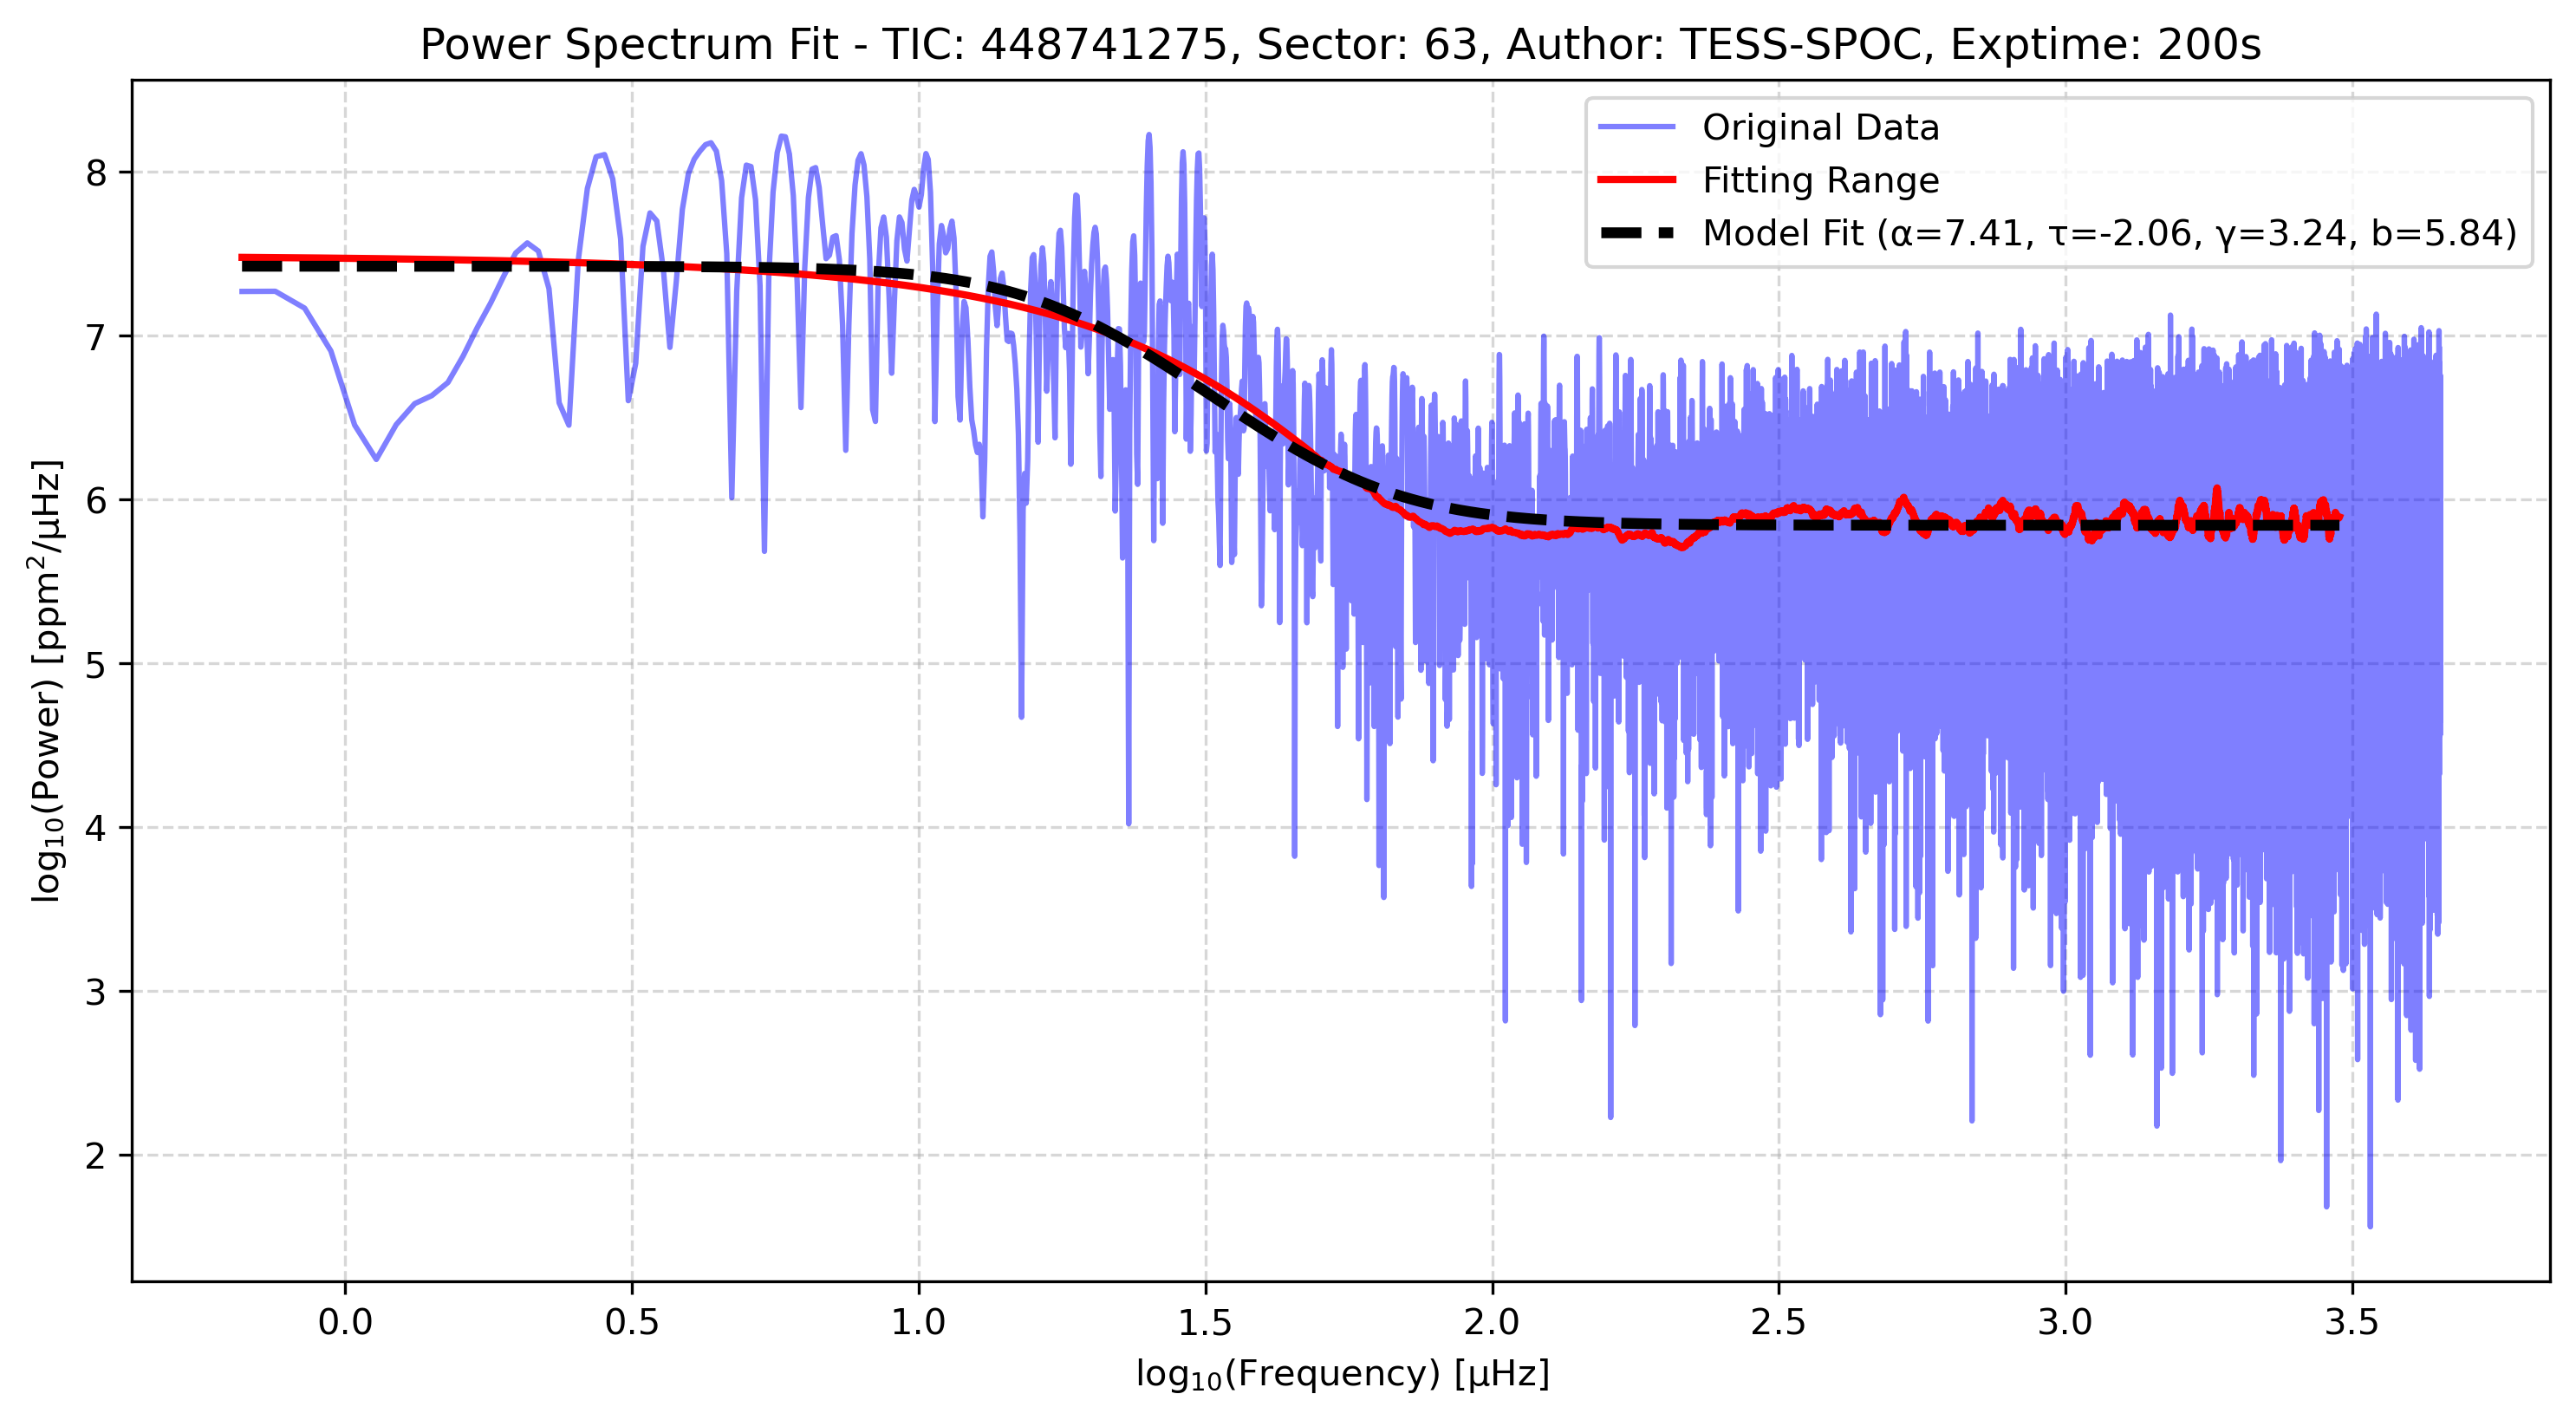 Power Spectrum Fit - TIC: 448741275, Sector: 63, Author: TESS-SPOC, Exptime: 200s
Original Data
Fitting Range
Model Fit (α=7.41, τ=-2.06, γ=3.24, b=5.84)
log₁₀(Power) [ppm²/μHz]
8
7
6
5
4
3
2
0.0 0.5 1.0 1.5 2.0 2.5 3.0 3.5
log₁₀(Frequency) [μHz]